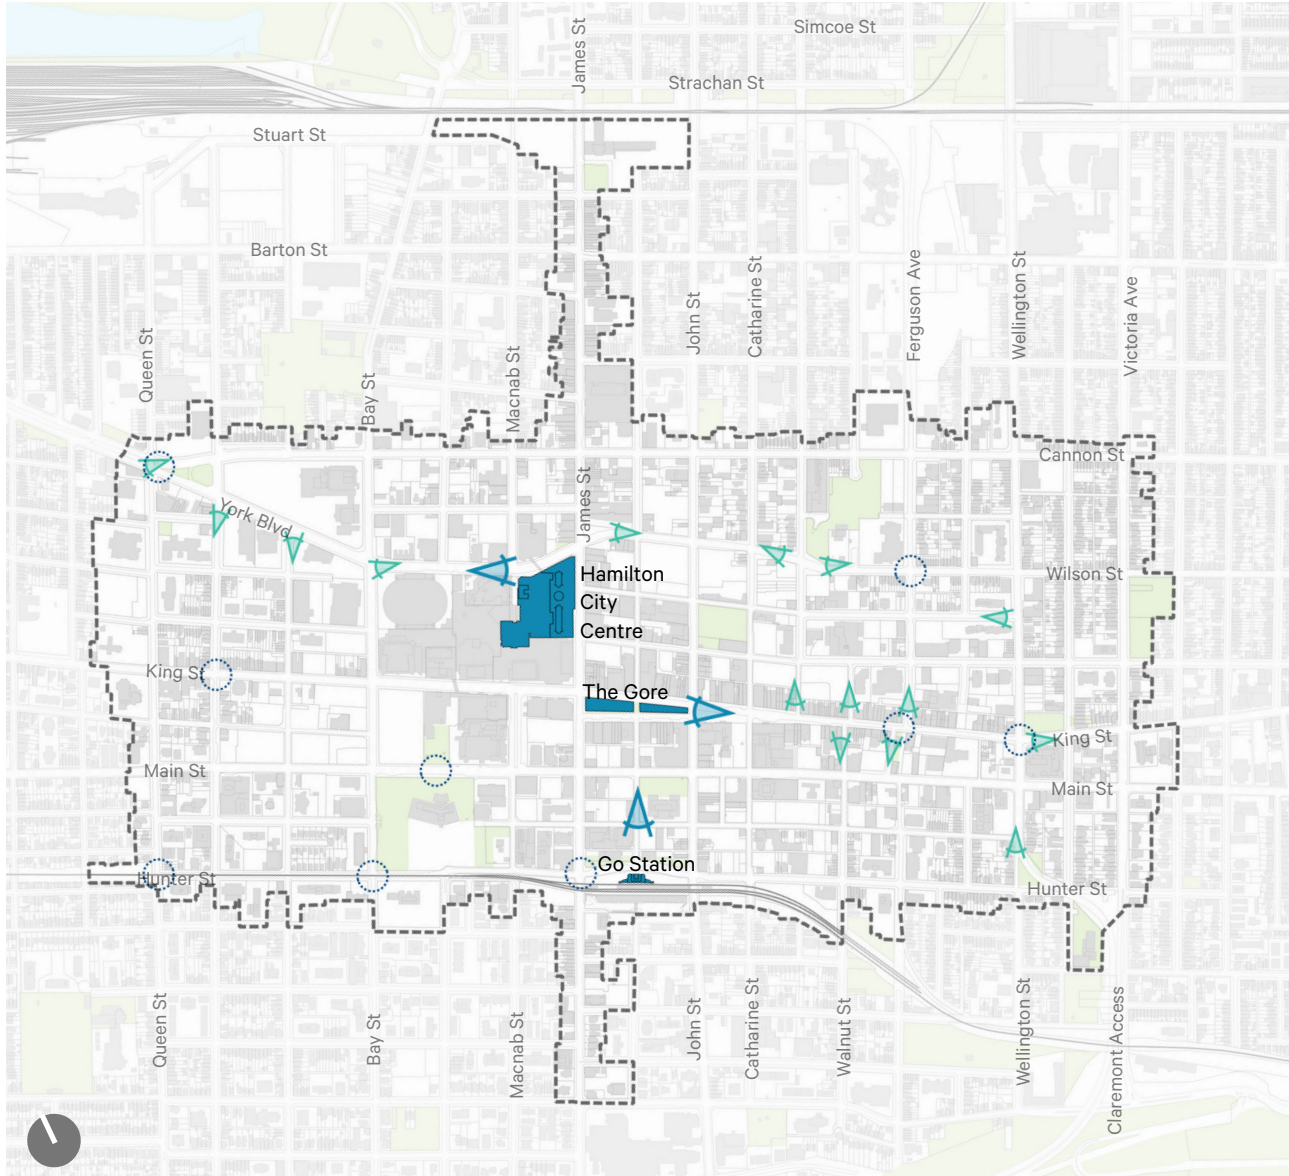 Simcoe St
James St
Strachan St
Stuart St
Barton St
Queen St
Bay St
Macnab St
John St
Catharine St
Ferguson Ave
Wellington St
Victoria Ave
Cannon St
James St
York Blvd
Hamilton
City
Centre
Wilson St
King St
The Gore
King St
Main St
Main St
Go Station
Hunter St
Hunter St
Queen St
Bay St
Macnab St
John St
Catharine St
Walnut St
Wellington St
Claremont Access